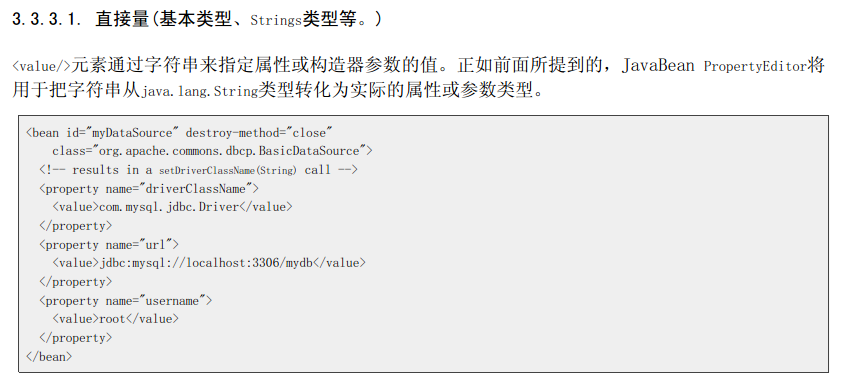 3.3.3.1. 直接量(基本类型、Strings类型等。)
<value/>元素通过字符串来指定属性或构造器参数的值。正如前面所提到的，JavaBean PropertyEditor将
用于把字符串从java.lang.String类型转化为实际的属性或参数类型。
<bean id="myDataSource" destroy-method="close"
    class="org.apache.commons.dbcp.BasicDataSource">
  <!-- results in a setDriverClassName(String) call -->
  <property name="driverClassName">
    <value>com.mysql.jdbc.Driver</value>
  </property>
  <property name="url">
    <value>jdbc:mysql://localhost:3306/mydb</value>
  </property>
  <property name="username">
    <value>root</value>
  </property>
</bean>